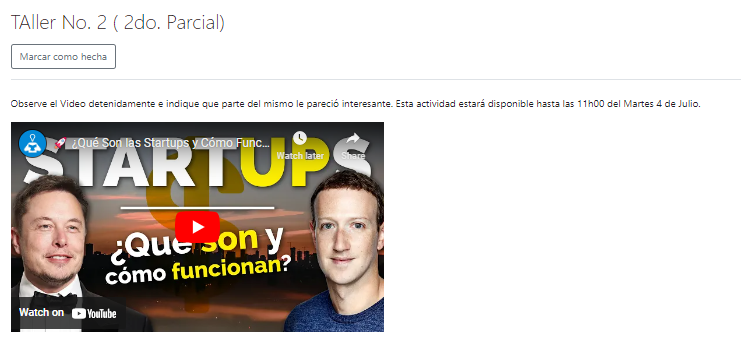 TAller No. 2 ( 2do. Parcial)
Marcar como hecha
Observe el Video detenidamente e indique que parte del mismo le pareció interesante. Esta actividad estará disponible hasta las 11h00 del Martes 4 de Julio.
🚀 ¿Qué Son las Startups y Cómo Func...
Watch later
Share
STARTUPS
¿Qué son y
cómo funcionan?
Watch on YouTube